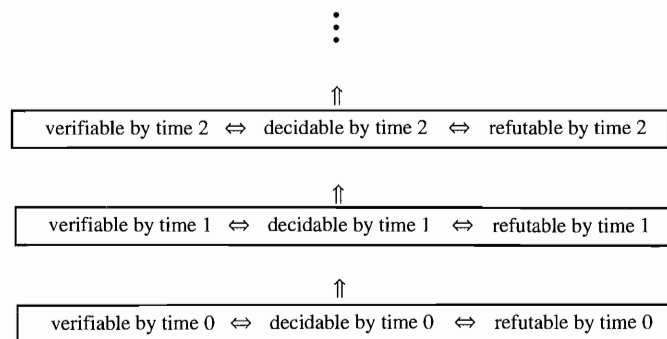 ⋮
⇑
verifiable by time 2 ⇔ decidable by time 2 ⇔ refutable by time 2
⇑
verifiable by time 1 ⇔ decidable by time 1 ⇔ refutable by time 1
⇑
verifiable by time 0 ⇔ decidable by time 0 ⇔ refutable by time 0